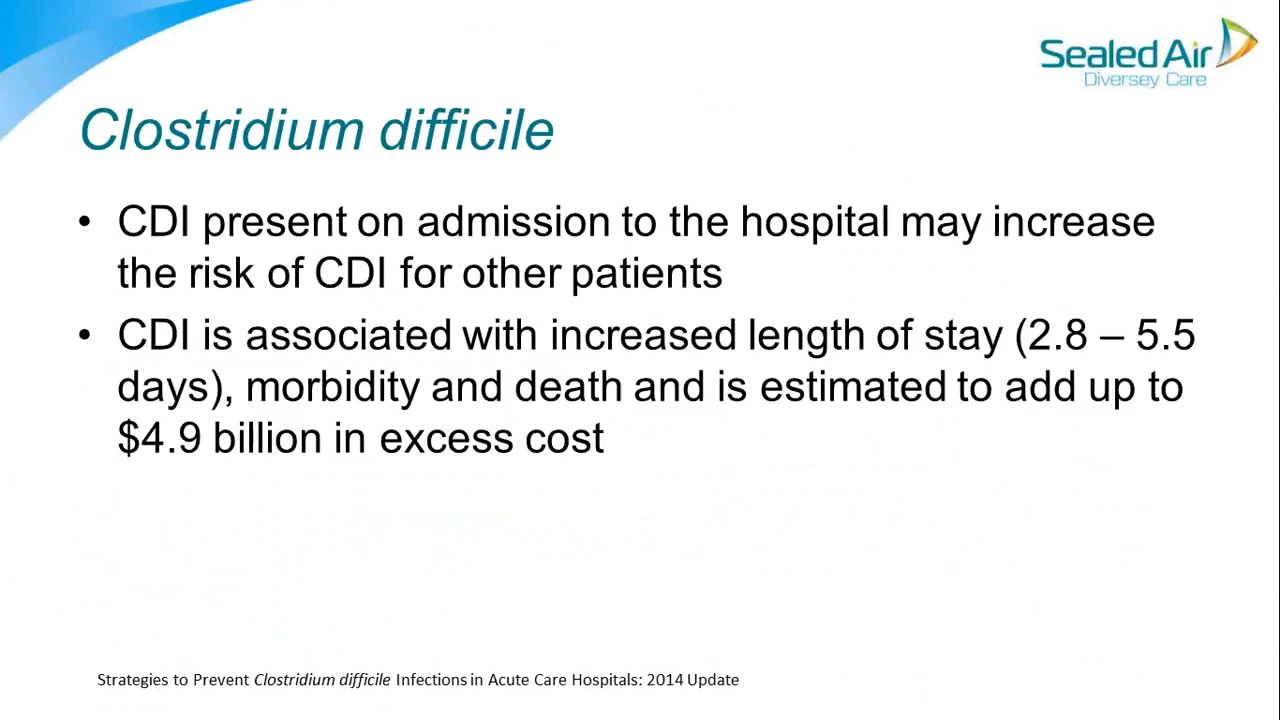 Sealed Air
Diversey Care
Clostridium difficile
• CDI present on admission to the hospital may increase
the risk of CDI for other patients
• CDI is associated with increased length of stay (2.8 – 5.5
days), morbidity and death and is estimated to add up to
$4.9 billion in excess cost
Strategies to Prevent Clostridium difficile Infections in Acute Care Hospitals: 2014 Update